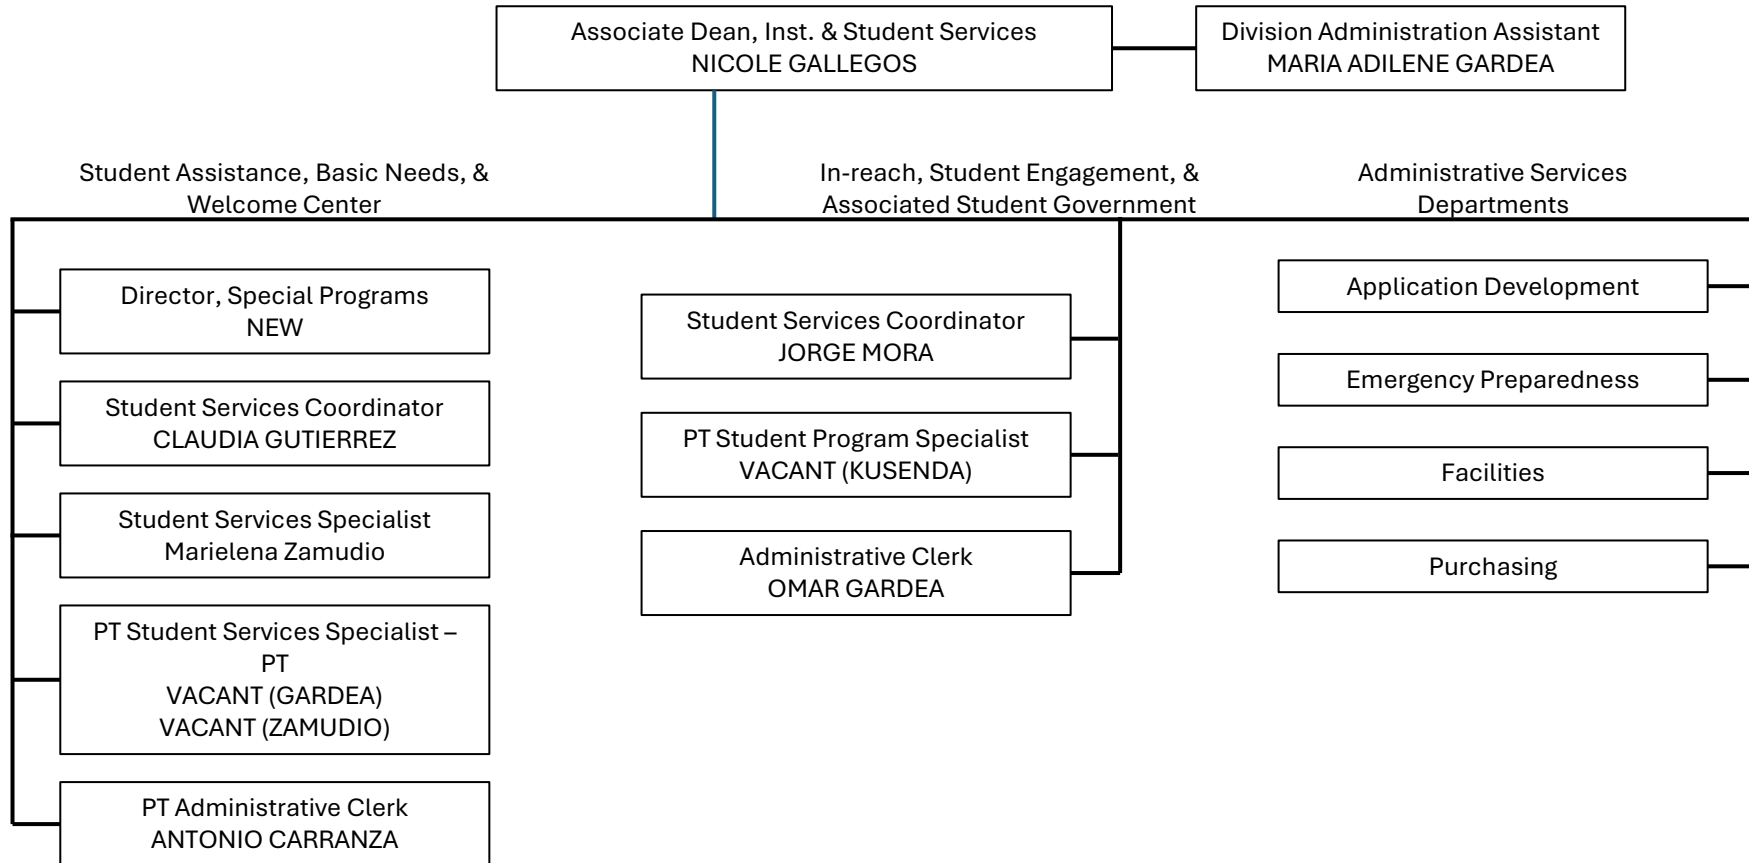 Associate Dean, Inst. & Student Services
NICOLE GALLEGOS
Division Administration Assistant
MARIA ADILENE GARDEA
Student Assistance, Basic Needs, &
Welcome Center
In-reach, Student Engagement, &
Associated Student Government
Administrative Services
Departments
Director, Special Programs
NEW
Student Services Coordinator
CLAUDIA GUTIERREZ
Student Services Specialist
Marielena Zamudio
PT Student Services Specialist –
PT
VACANT (GARDEA)
VACANT (ZAMUDIO)
PT Administrative Clerk
ANTONIO CARRANZA
Student Services Coordinator
JORGE MORA
PT Student Program Specialist
VACANT (KUSENDA)
Administrative Clerk
OMAR GARDEA
Application Development
Emergency Preparedness
Facilities
Purchasing